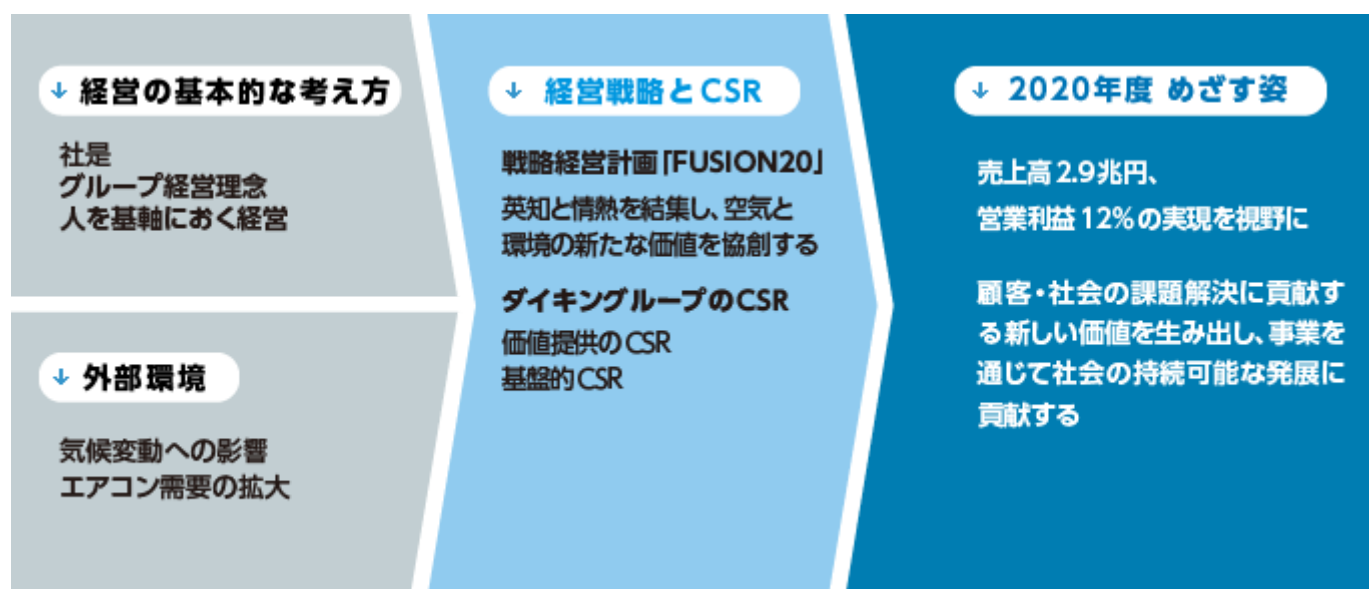 ↓ 経営の基本的な考え方
社是
グループ経営理念
人を基軸におく経営
↓ 外部環境
気候変動への影響
エアコン需要の拡大
↓ 経営戦略とCSR
戦略経営計画「FUSION20」
英知と情熱を結集し、空気と
環境の新たな価値を協創する
ダイキングループのCSR
価値提供のCSR
基盤的CSR
↓ 2020年度 めざす姿
売上高2.9兆円、
営業利益12%の実現を視野に
顧客・社会の課題解決に貢献す
る新しい価値を生み出し、事業を
通じて社会の持続可能な発展に
貢献する